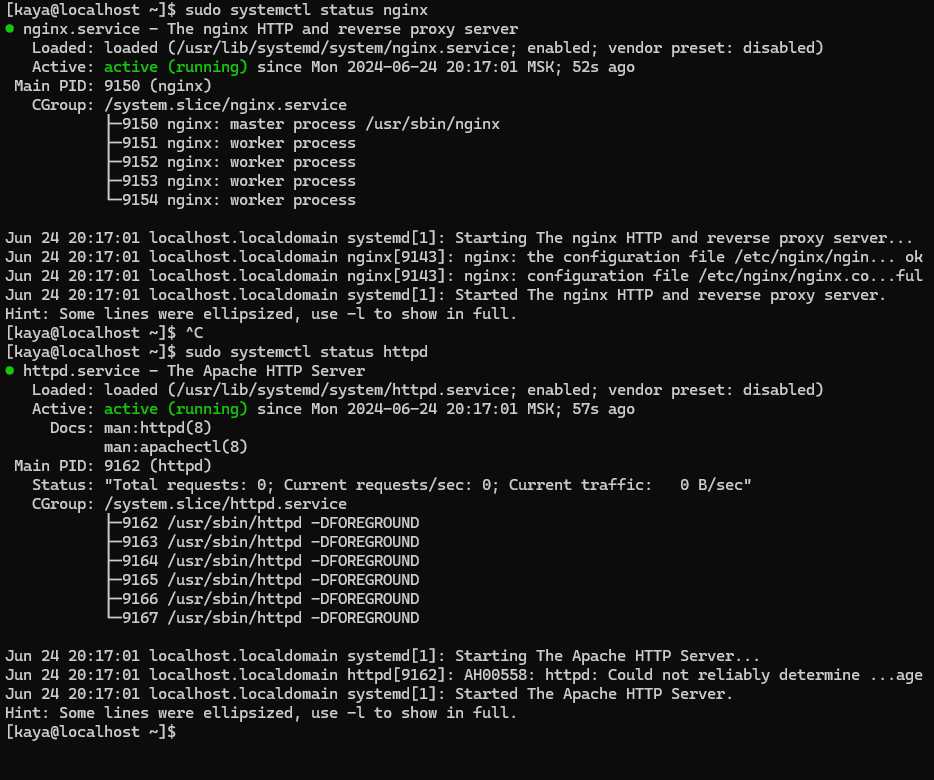 [kaya@localhost ~]$ sudo systemctl status nginx
● nginx.service - The nginx HTTP and reverse proxy server
   Loaded: loaded (/usr/lib/systemd/system/nginx.service; enabled; vendor preset: disabled)
   Active: active (running) since Mon 2024-06-24 20:17:01 MSK; 52s ago
 Main PID: 9150 (nginx)
   CGroup: /system.slice/nginx.service
           ├─9150 nginx: master process /usr/sbin/nginx
           ├─9151 nginx: worker process
           ├─9152 nginx: worker process
           ├─9153 nginx: worker process
           └─9154 nginx: worker process

Jun 24 20:17:01 localhost.localdomain systemd[1]: Starting The nginx HTTP and reverse proxy server...
Jun 24 20:17:01 localhost.localdomain nginx[9143]: nginx: the configuration file /etc/nginx/ngin... ok
Jun 24 20:17:01 localhost.localdomain nginx[9143]: nginx: configuration file /etc/nginx/nginx.co...ful
Jun 24 20:17:01 localhost.localdomain systemd[1]: Started The nginx HTTP and reverse proxy server.
Hint: Some lines were ellipsized, use -l to show in full.
[kaya@localhost ~]$ ^C
[kaya@localhost ~]$ sudo systemctl status httpd
● httpd.service - The Apache HTTP Server
   Loaded: loaded (/usr/lib/systemd/system/httpd.service; enabled; vendor preset: disabled)
   Active: active (running) since Mon 2024-06-24 20:17:01 MSK; 57s ago
     Docs: man:httpd(8)
           man:apachectl(8)
 Main PID: 9162 (httpd)
   Status: "Total requests: 0; Current requests/sec: 0; Current traffic:   0 B/sec"
   CGroup: /system.slice/httpd.service
           ├─9162 /usr/sbin/httpd -DFOREGROUND
           ├─9163 /usr/sbin/httpd -DFOREGROUND
           ├─9164 /usr/sbin/httpd -DFOREGROUND
           ├─9165 /usr/sbin/httpd -DFOREGROUND
           ├─9166 /usr/sbin/httpd -DFOREGROUND
           └─9167 /usr/sbin/httpd -DFOREGROUND

Jun 24 20:17:01 localhost.localdomain systemd[1]: Starting The Apache HTTP Server...
Jun 24 20:17:01 localhost.localdomain httpd[9162]: AH00558: httpd: Could not reliably determine ...age
Jun 24 20:17:01 localhost.localdomain systemd[1]: Started The Apache HTTP Server.
Hint: Some lines were ellipsized, use -l to show in full.
[kaya@localhost ~]$